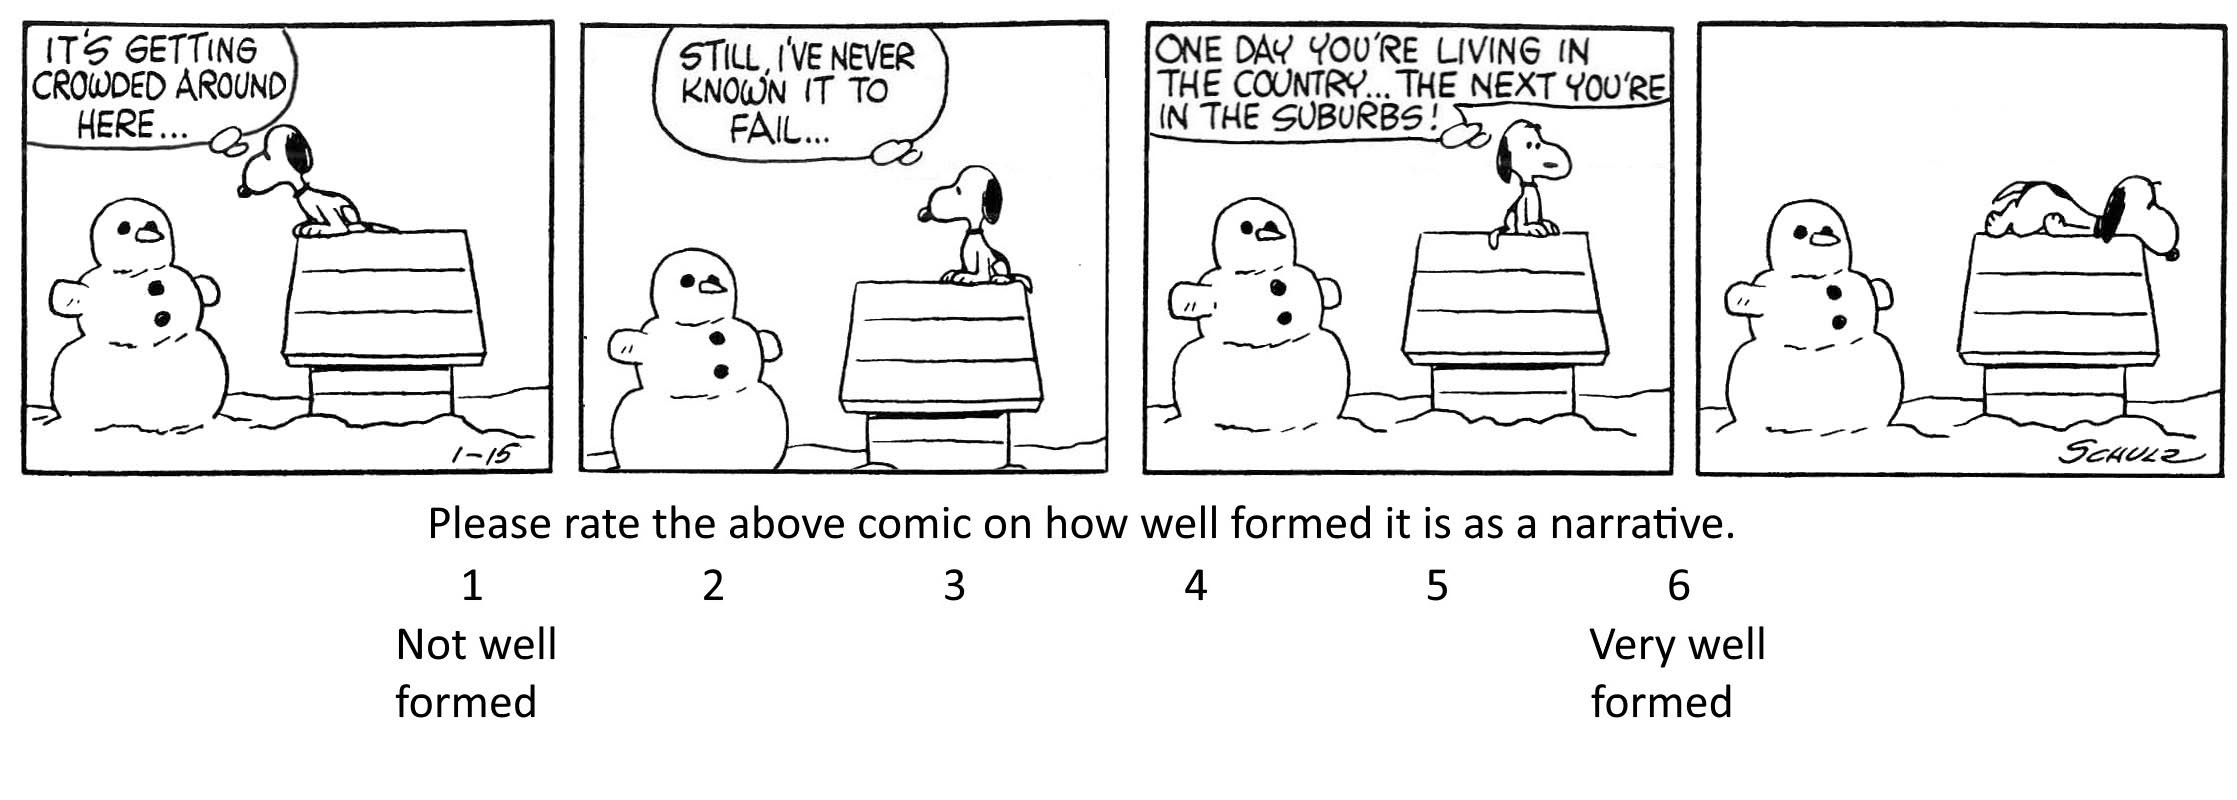 IT'S GETTING
CROWDED AROUND
HERE...
STILL, I'VE NEVER
KNOWN IT TO
FAIL...
ONE DAY YOU'RE LIVING IN
THE COUNTRY... THE NEXT YOU'RE
IN THE SUBURBS!
1-15
SCHULZ
Please rate the above comic on how well formed it is as a narrative.
1 2 3 4 5 6
Not well
formed
Very well
formed